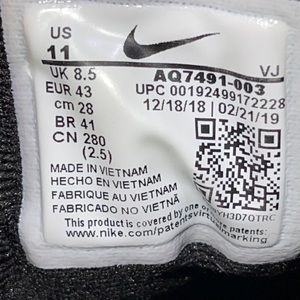 US
11
UK 8.5
EUR 43
cm 28
BR 41
CN 280
(2.5)
VJ
AQ7491-003
UPC 00192499172228
12/18/18 | 02/21/19
MADE IN VIETNAM
HECHO EN VIETNAM
FABRIQUE AU VIETNAM
FABRICADO NO VIETNÃ
This product is covered by one or
www.nike.com/patents virtual marking